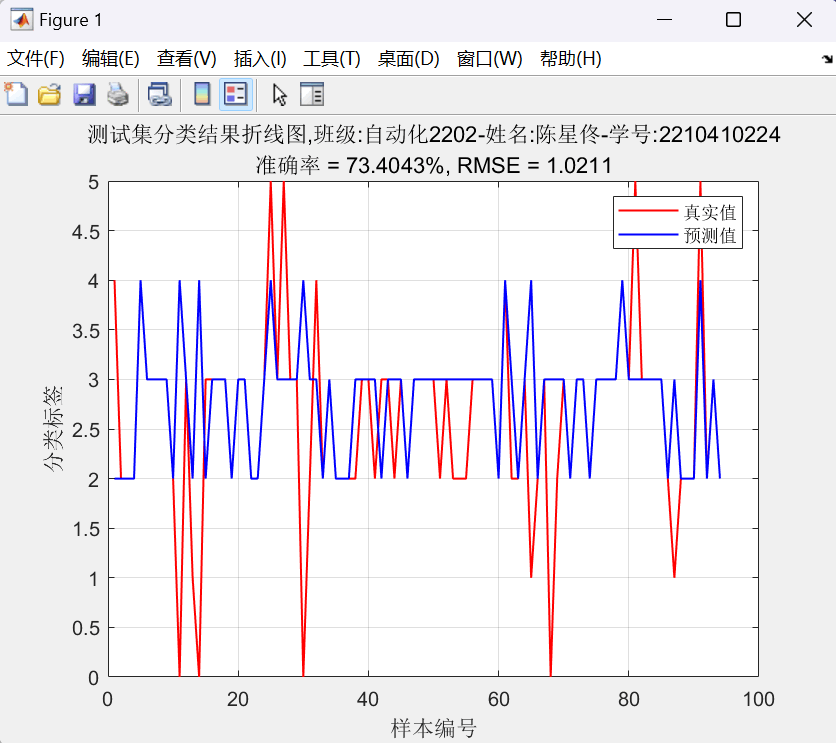 Figure 1
文件(F) 编辑(E) 查看(V) 插入(I) 工具(T) 桌面(D) 窗口(W) 帮助(H)
测试集分类结果折线图,班级:自动化2202-姓名:陈星佟-学号:2210410224
准确率 = 73.4043%, RMSE = 1.0211
真实值
预测值
5
4.5
4
3.5
3
2.5
2
1.5
1
0.5
0
分类标签
0 20 40 60 80 100
样本编号